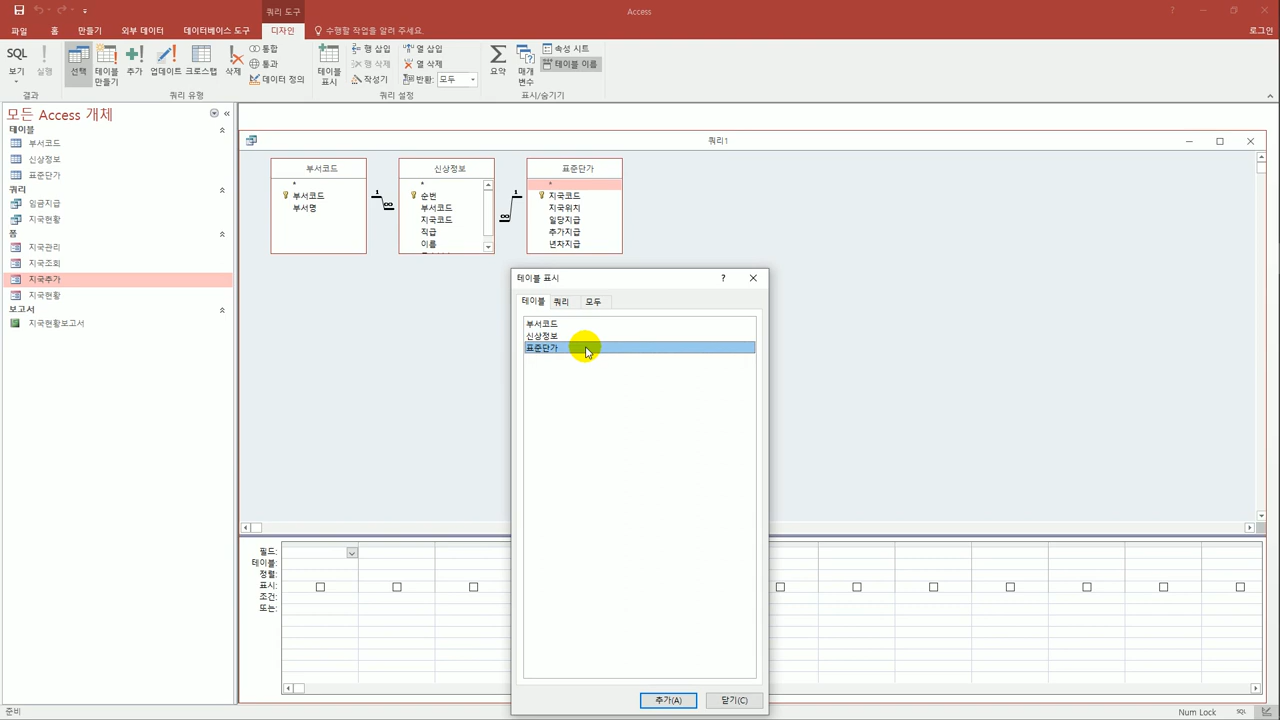 쿼리 도구
Access
파일
홈
만들기
외부 데이터
데이터베이스 도구
디자인
수행할 작업을 알려 주세요.
로그인
SQL
보기
실행
선택
테이블
만들기
추가
업데이트
크로스탭
삭제
통합
통과
데이터 정의
테이블
표시
행 삽입
행 삭제
작성기
열 삽입
열 삭제
반환: 모두
요약
매개
변수
속성 시트
테이블 이름
결과
쿼리 유형
쿼리 설정
표시/숨기기
모든 Access 개체
테이블
부서코드
신상정보
표준단가
쿼리
임금지급
지국현황
폼
지국관리
지국조회
지국추가
지국현황
보고서
지국현황보고서
쿼리1
부서코드
*
부서코드
부서명
1
∞
신상정보
*
순번
부서코드
지국코드
직급
이름
1
∞
표준단가
*
지국코드
지국위치
일당지급
추가지급
년차지급
테이블 표시
?
테이블
쿼리
모두
부서코드
신상정보
표준단가
추가(A)
닫기(C)
필드:
테이블:
정렬:
표시:
조건:
또는:
준비
Num Lock
SQL